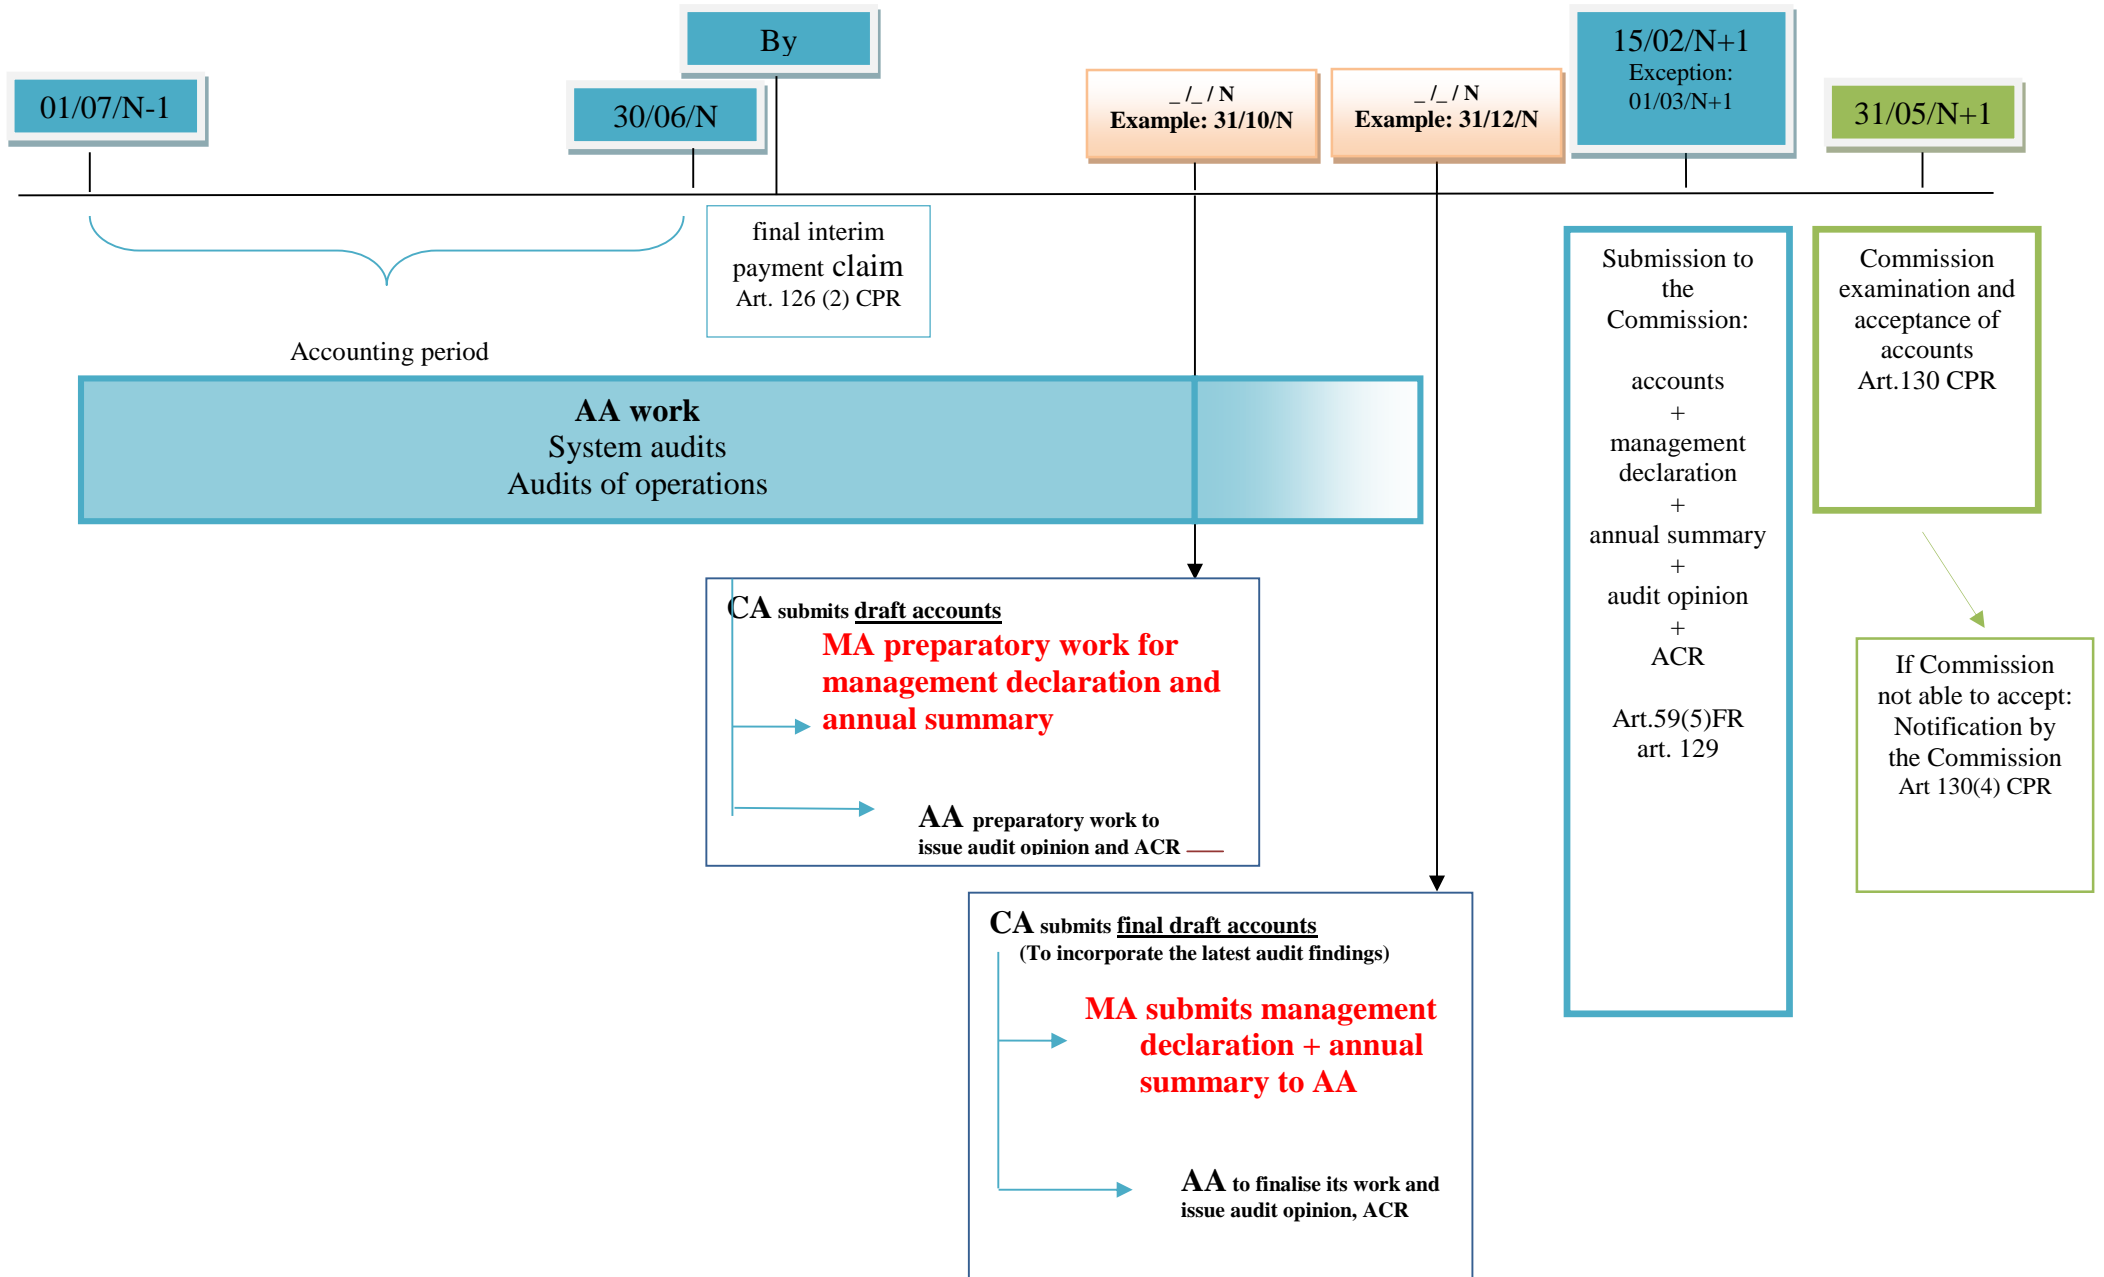 01/07/N-1
30/06/N
By
_ /_ / N
Example: 31/10/N
_ /_ / N
Example: 31/12/N
15/02/N+1
Exception:
01/03/N+1
31/05/N+1
final interim
payment claim
Art. 126 (2) CPR
Accounting period
AA work
System audits
Audits of operations
CA submits draft accounts
MA preparatory work for
management declaration and
annual summary
AA preparatory work to
issue audit opinion and ACR
CA submits final draft accounts
(To incorporate the latest audit findings)
MA submits management
declaration + annual
summary to AA
AA to finalise its work and
issue audit opinion, ACR
Submission to
the
Commission:
accounts
+
management
declaration
+
annual summary
+
audit opinion
+
ACR
Art.59(5)FR
art. 129
Commission
examination and
acceptance of
accounts
Art.130 CPR
If Commission
not able to accept:
Notification by
the Commission
Art 130(4) CPR